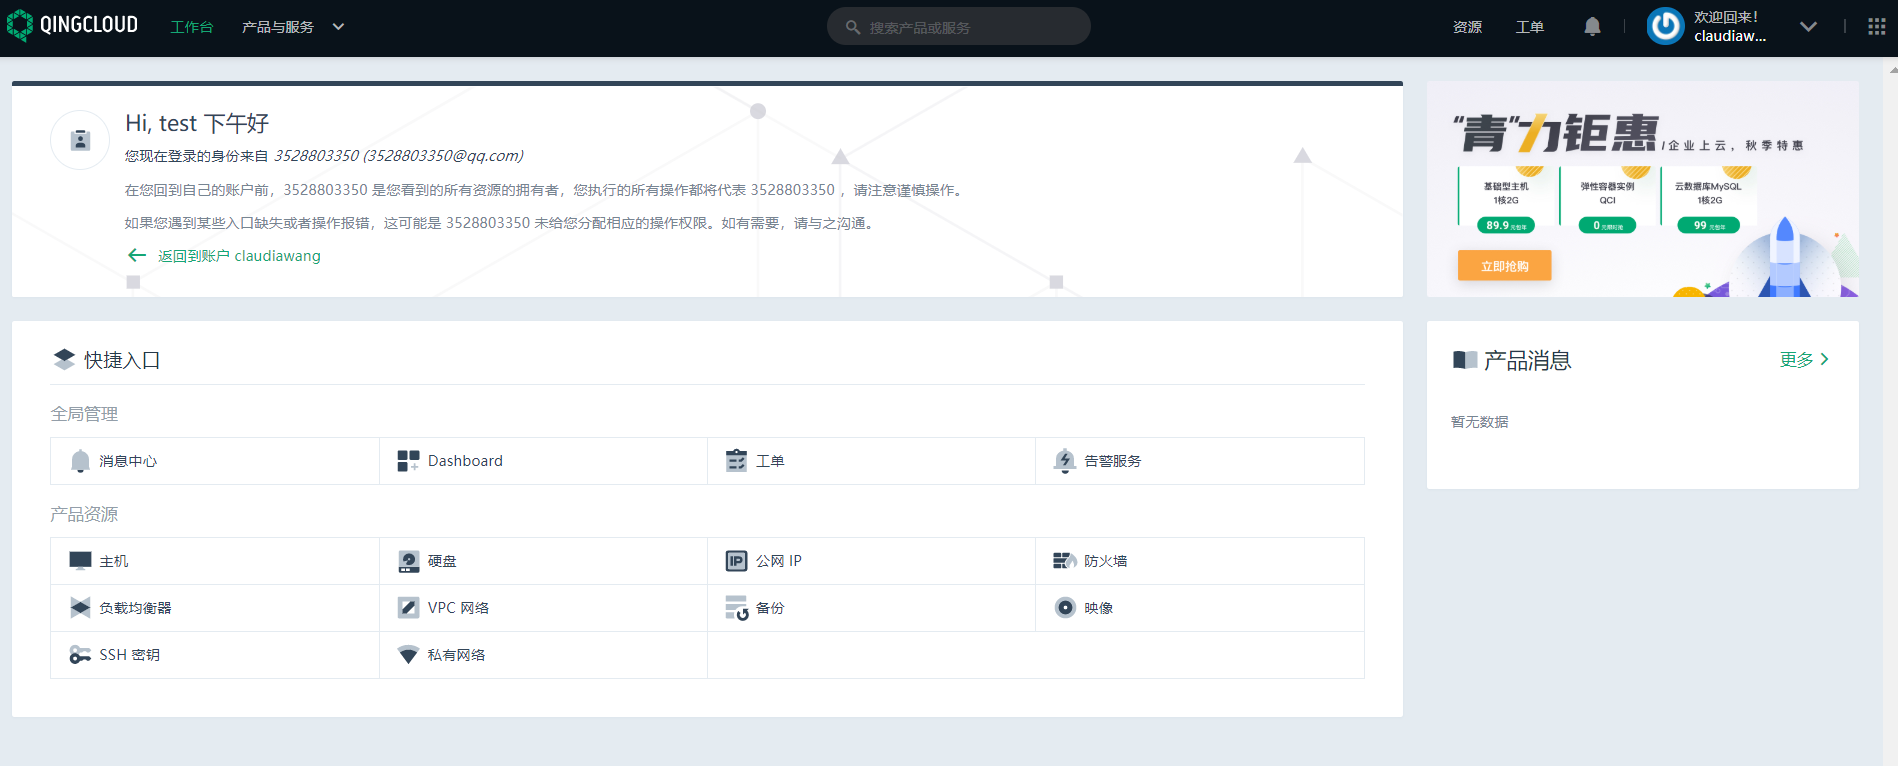 QINGCLOUD
工作台
产品与服务
搜索产品或服务
资源
工单
欢迎回来!
claudiaw...
Hi, test 下午好
您现在登录的身份来自 3528803350 (3528803350@qq.com)
在您回到自己的账户前，3528803350 是您看到的所有资源的拥有者，您执行的所有操作都将代表 3528803350 ，请注意谨慎操作。
如果您遇到某些入口缺失或者操作报错，这可能是 3528803350 未给您分配相应的操作权限。如有需要，请与之沟通。
返回到账户 claudiawang
“青”力钜惠
/企业上云，秋季特惠
基础型主机
1核2G
89.9 元包年
弹性容器实例
QCI
0 元限时抢
云数据库MySQL
1核2G
99 元包年
立即抢购
快捷入口
全局管理
消息中心
Dashboard
工单
告警服务
产品资源
主机
硬盘
IP
公网 IP
防火墙
负载均衡器
VPC 网络
备份
映像
SSH 密钥
私有网络
产品消息
更多
暂无数据